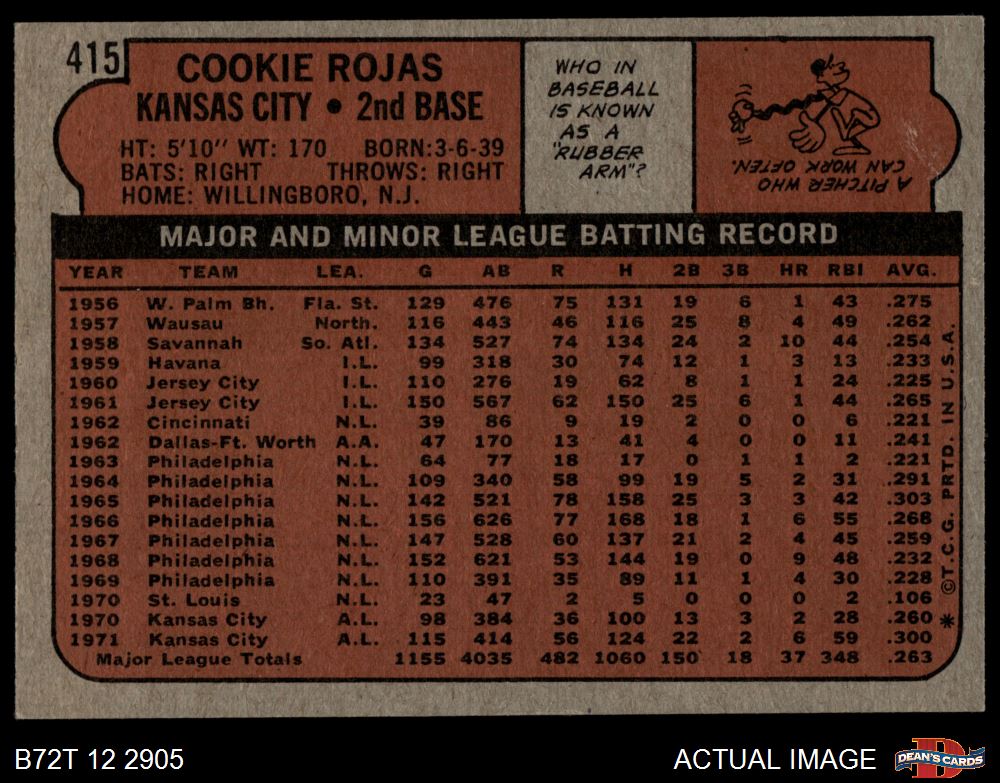 415
COOKIE ROJAS
KANSAS CITY • 2nd BASE
HT: 5'10" WT: 170 BORN:3-6-39
BATS: RIGHT THROWS: RIGHT
HOME: WILLINGBORO, N.J.
WHO IN
BASEBALL
IS KNOWN
AS A
"RUBBER
ARM"?
A PITCHER WHO
CAN WORK OFTEN.
MAJOR AND MINOR LEAGUE BATTING RECORD
YEAR TEAM LEA. G AB R H 2B 3B HR RBI AVG.
1956 W. Palm Bh. Fla. St. 129 476 75 131 19 6 1 43 .275
1957 Wausau North. 116 443 46 116 25 8 4 49 .262
1958 Savannah So. Atl. 134 527 74 134 24 2 10 44 .254
1959 Havana I.L. 99 318 30 74 12 1 3 13 .233
1960 Jersey City I.L. 110 276 19 62 8 1 1 24 .225
1961 Jersey City I.L. 150 567 62 150 25 6 1 44 .265
1962 Cincinnati N.L. 39 86 9 19 2 0 0 6 .221
1962 Dallas-Ft. Worth A.A. 47 170 13 41 4 0 0 11 .241
1963 Philadelphia N.L. 64 77 18 17 0 1 1 2 .221
1964 Philadelphia N.L. 109 340 58 99 19 5 2 31 .291
1965 Philadelphia N.L. 142 521 78 158 25 3 3 42 .303
1966 Philadelphia N.L. 156 626 77 168 18 1 6 55 .268
1967 Philadelphia N.L. 147 528 60 137 21 2 4 45 .259
1968 Philadelphia N.L. 152 621 53 144 19 0 9 48 .232
1969 Philadelphia N.L. 110 391 35 89 11 1 4 30 .228
1970 St. Louis N.L. 23 47 2 5 0 0 0 2 .106
1970 Kansas City A.L. 98 384 36 100 13 3 2 28 .260
1971 Kansas City A.L. 115 414 56 124 22 2 6 59 .300
Major League Totals 1155 4035 482 1060 150 18 37 348 .263
* ©T.C.G. PRTD. IN U.S.A.
B72T 12 2905
ACTUAL IMAGE
D
DEAN'S CARDS